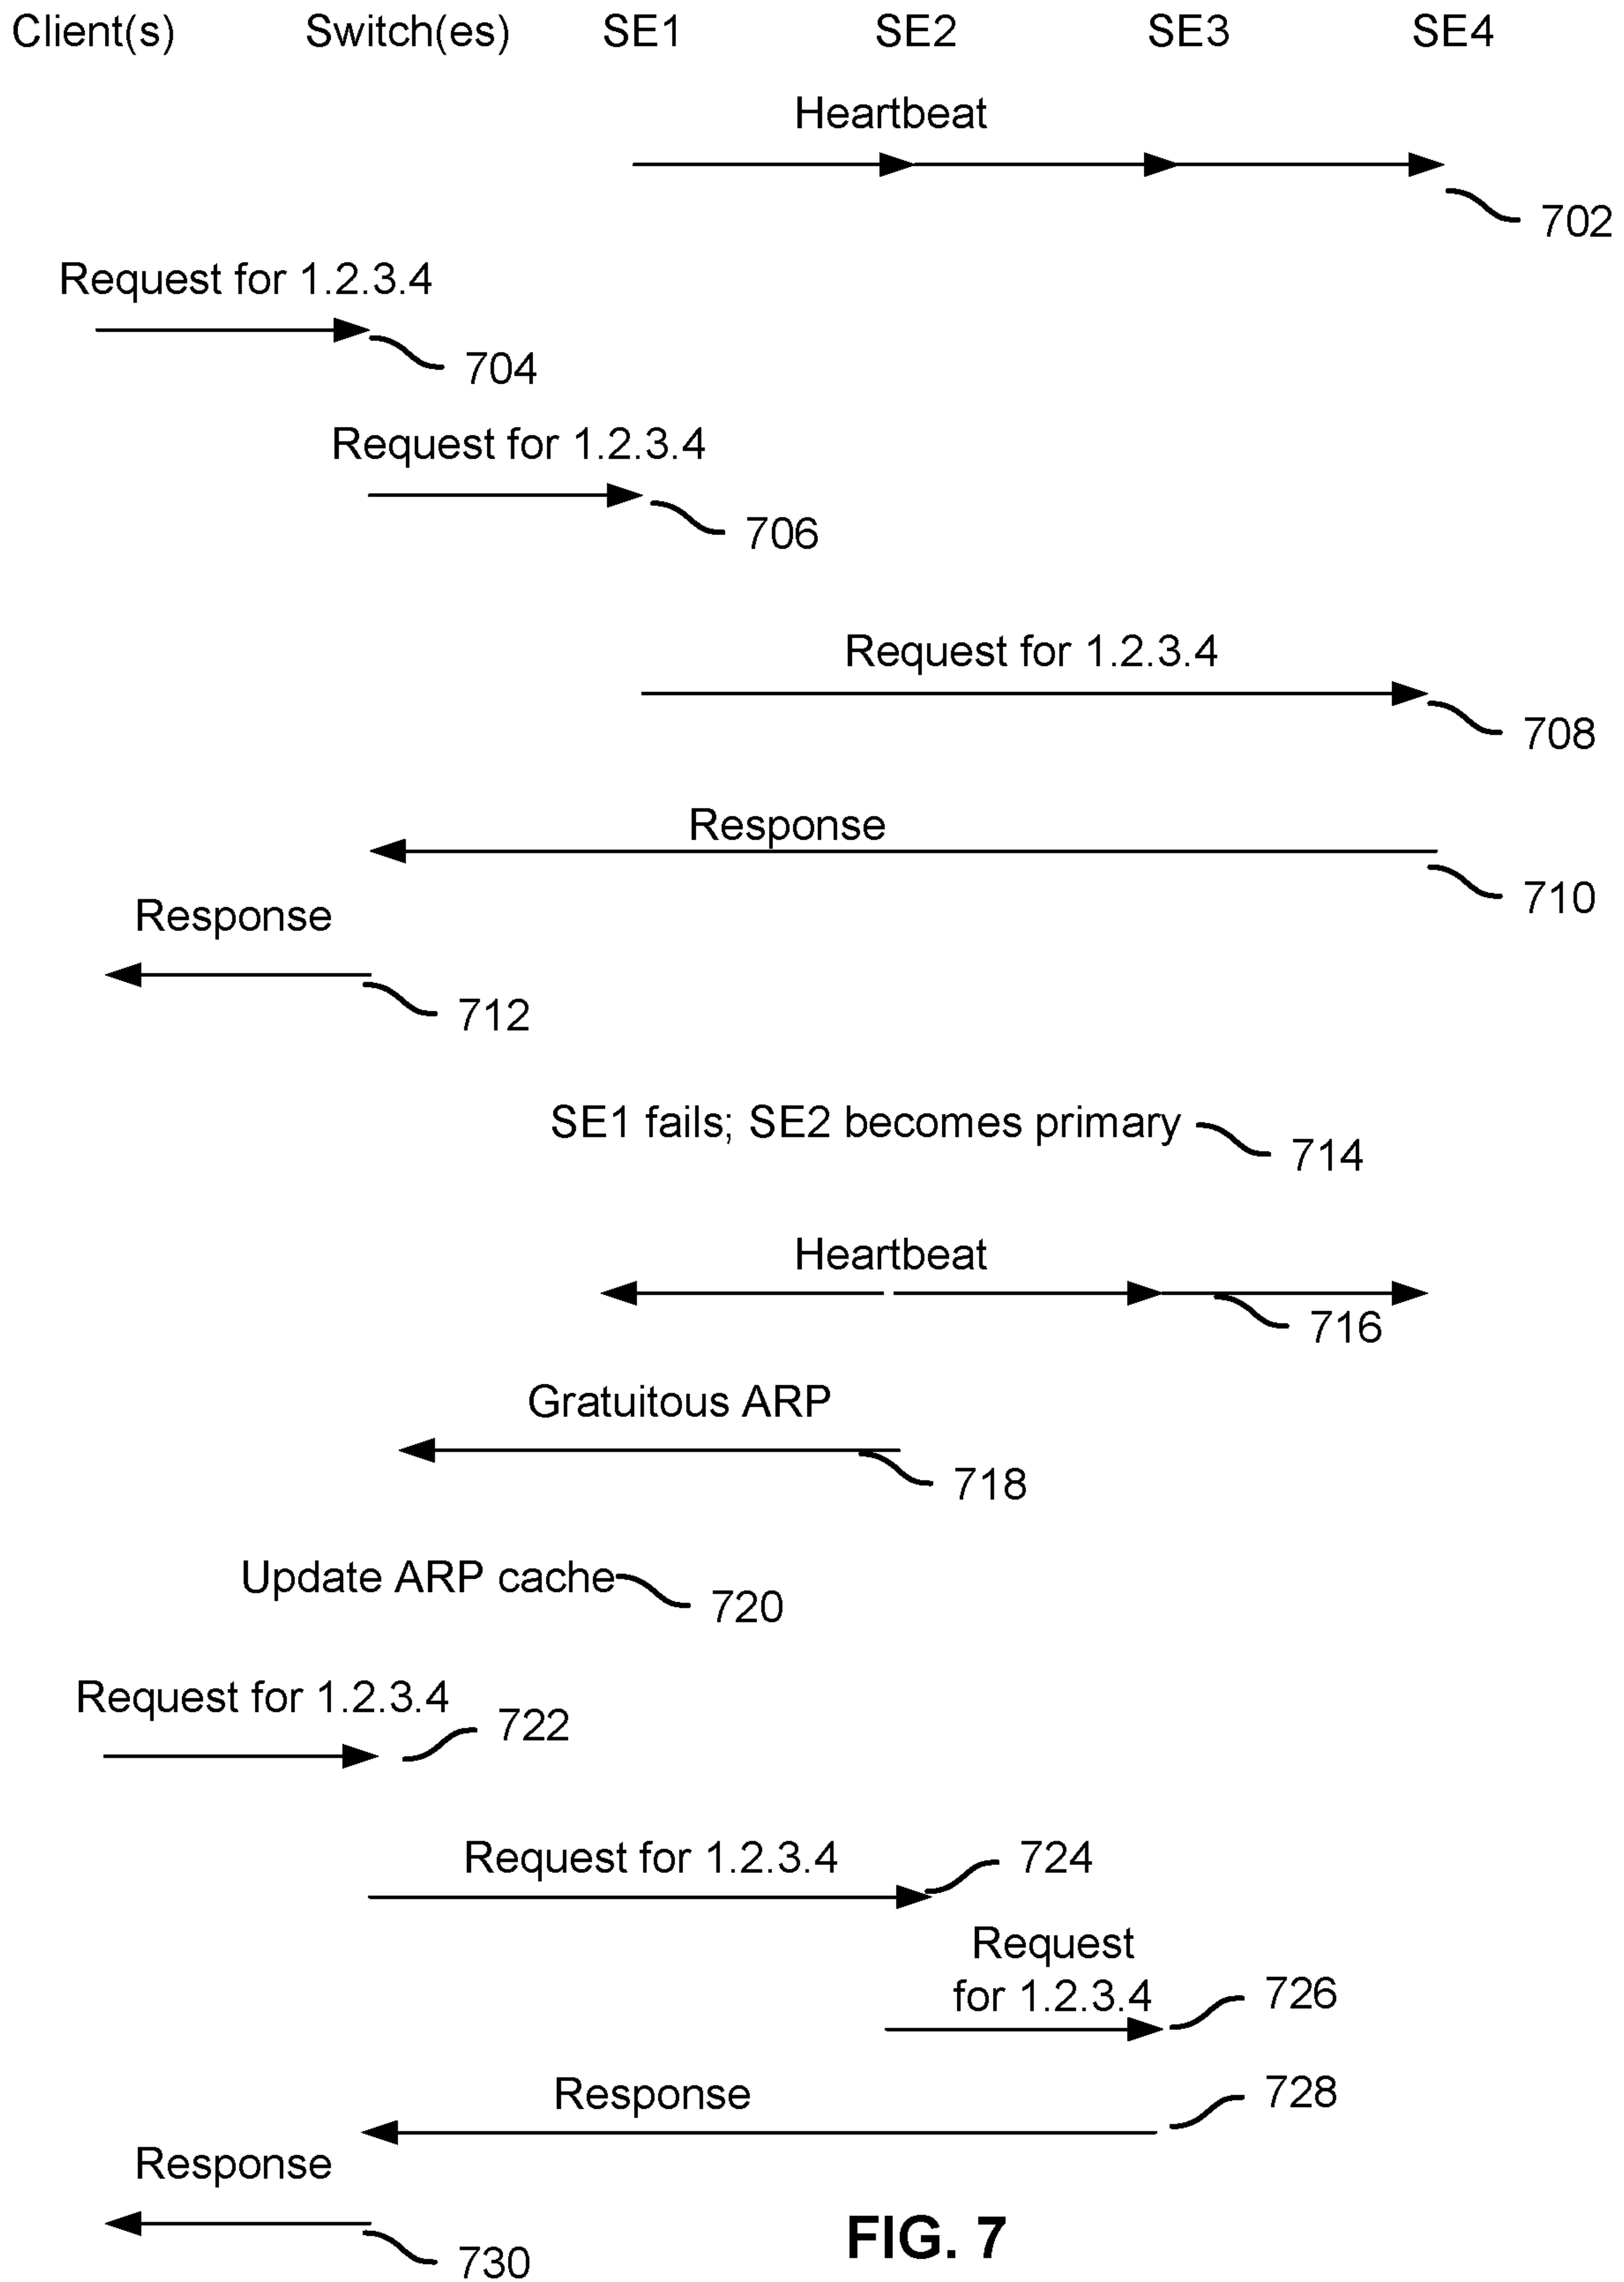 Client(s) Switch(es) SE1 SE2 SE3 SE4
Heartbeat
702
Request for 1.2.3.4
704
Request for 1.2.3.4
706
Request for 1.2.3.4
708
Response
710
Response
712
SE1 fails; SE2 becomes primary
714
Heartbeat
716
Gratuitous ARP
718
Update ARP cache
720
Request for 1.2.3.4
722
Request for 1.2.3.4
724
Request
for 1.2.3.4
726
Response
728
Response
730
FIG. 7